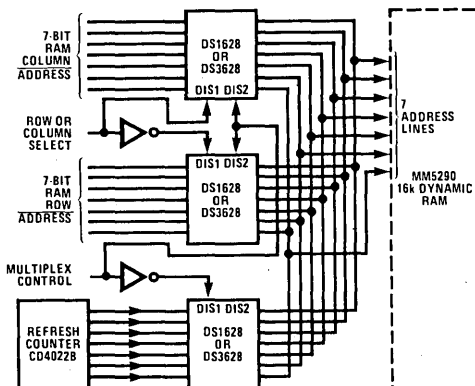 7-BIT
RAM
COLUMN
ADDRESS
DS1628
OR
DS3628
DIS1 DIS2
ROW OR
COLUMN
SELECT
DIS1 DIS2
7-BIT
RAM
ROW
ADDRESS
DS1628
OR
DS3628
7
ADDRESS
LINES
MM5290
16k DYNAMIC
RAM
MULTIPLEX
CONTROL
DIS1 DIS2
REFRESH
COUNTER
CD4022B
DS1628
OR
DS3628